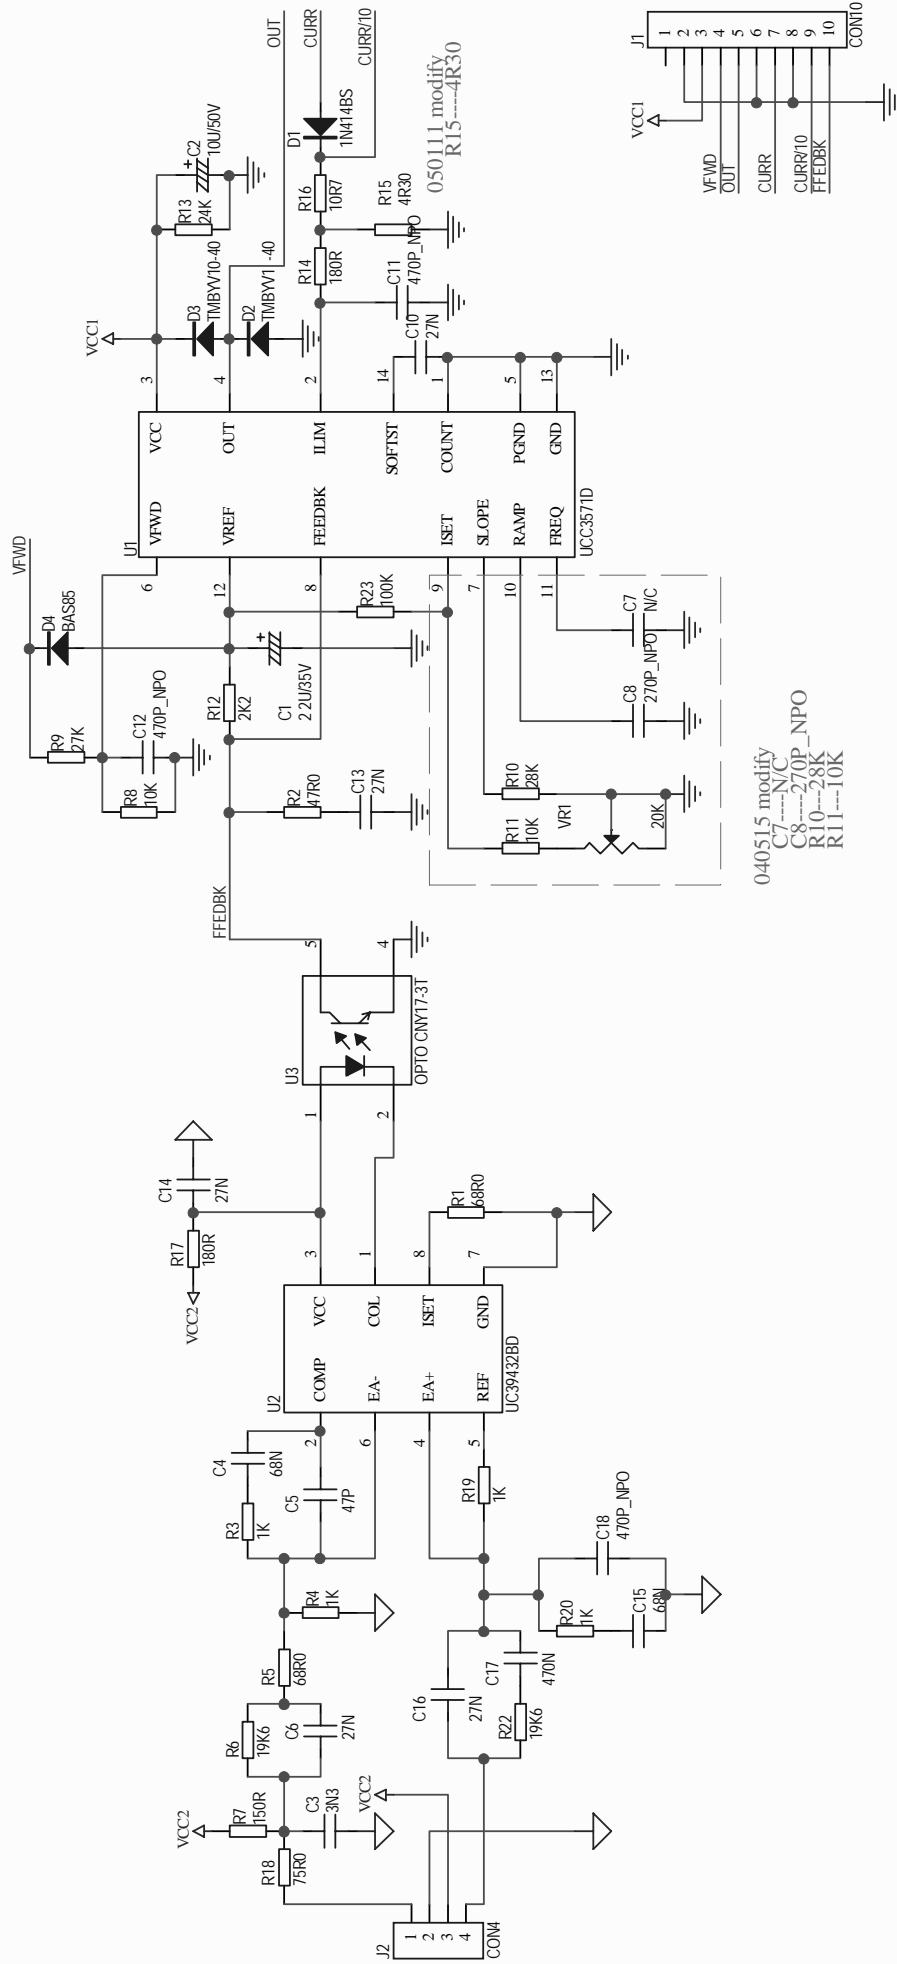 J2
CON4
1
2
3
4
R18
75R0
VCC2
R7
150R
C3
3N3
VCC2
R6
19K6
C6
27N
R5
68R0
R4
1K
R3
1K
C4
68N
C5
47P
C16
27N
R22
19K6
C17
470N
R20
1K
C15
68N
C18
470P_NPO
R19
1K
2
6
4
5
U2
COMP
EA-
EA+
REF
VCC
COL
ISET
GND
UC39432BD
3
1
8
7
VCC2
R17
180R
C14
27N
R1
68R0
U3
1
2
5
4
OPTO CNY17-3T
FFEDBK
R2
47R0
C13
27N
R8
10K
R9
27K
C12
470P_NPO
VFWD
D4
BAS85
R12
2K2
C1
2 2U/35V
+
R23
100K
R11
10K
R10
28K
VR1
20K
C8
270P_NPO
C7
N/C
040515 modify
C7----N/C
C8----270P_NPO
R10---28K
R11---10K
6
12
8
9
7
10
11
U1
VFWD
VREF
FEEDBK
ISET
SLOPE
RAMP
FREQ
VCC
OUT
ILIM
SOFTST
COUNT
PGND
GND
UCC3571D
3
4
2
14
1
5
13
VCC1
D3
TMBYV10-40
D2
TMBYV1 -40
R13
24K
C2
10U/50V
+
R14
180R
R16
10R7
R15
4R30
C11
470P_NPO
C10
27N
D1
1N414BS
OUT
CURR
CURR/10
050111 modify
R15----4R30
J1
CON10
1
2
3
4
5
6
7
8
9
10
VCC1
VFWD
OUT
CURR
CURR/10
FFEDBK